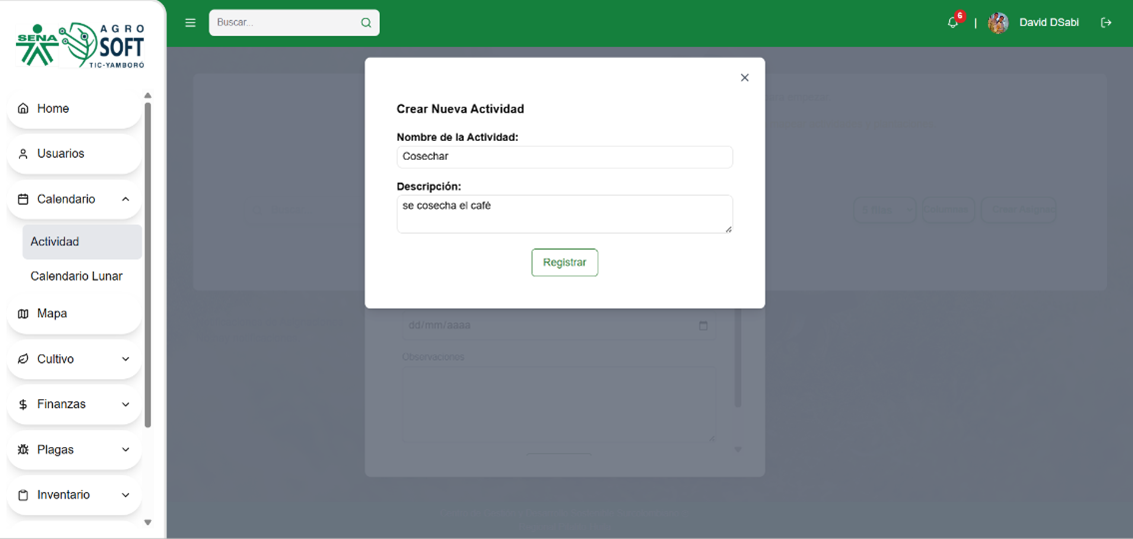 SENA
AGRO
SOFT
TIC-YAMBORÓ
Buscar...
6
|
David DSabi
Home
Usuarios
Calendario
Actividad
Calendario Lunar
Mapa
Cultivo
Finanzas
Plagas
Inventario
Crear Nueva Actividad
Nombre de la Actividad:
Cosechar
Descripción:
se cosecha el café
Registrar
dd/mm/aaaa
Observaciones